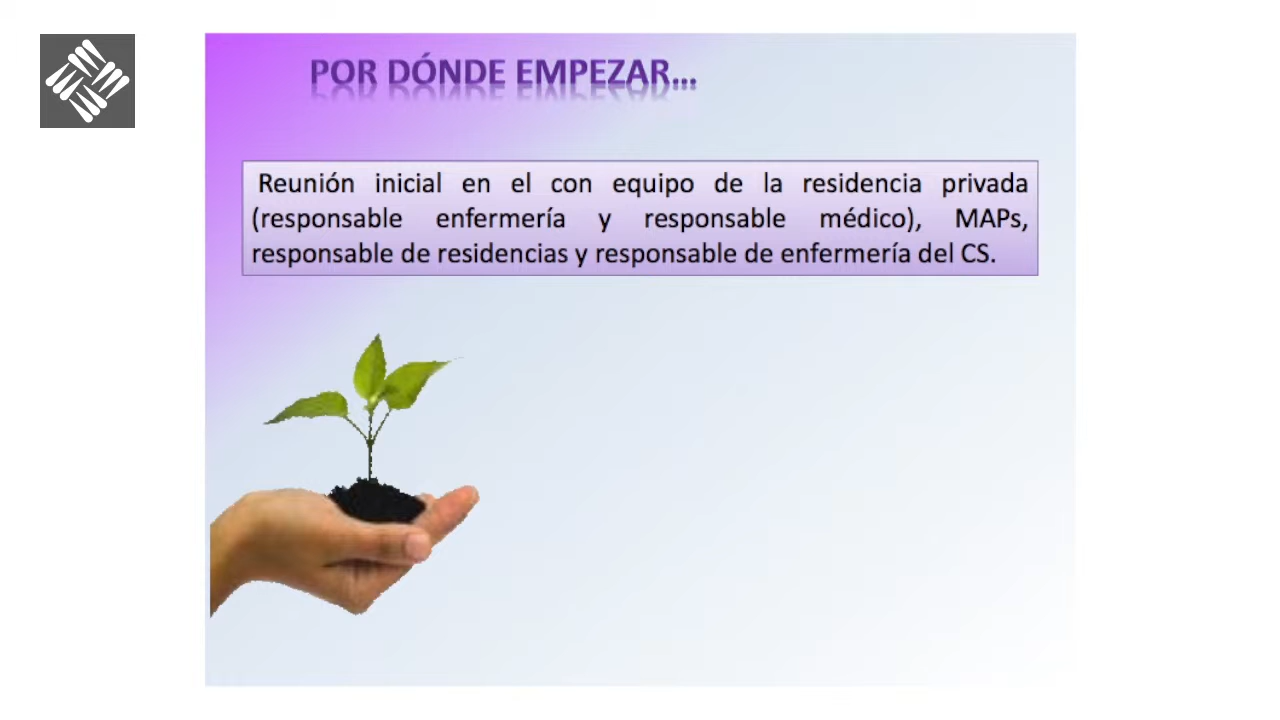 POR DÓNDE EMPEZAR...
Reunión inicial en el con equipo de la residencia privada
(responsable enfermería y responsable médico), MAPs,
responsable de residencias y responsable de enfermería del CS.